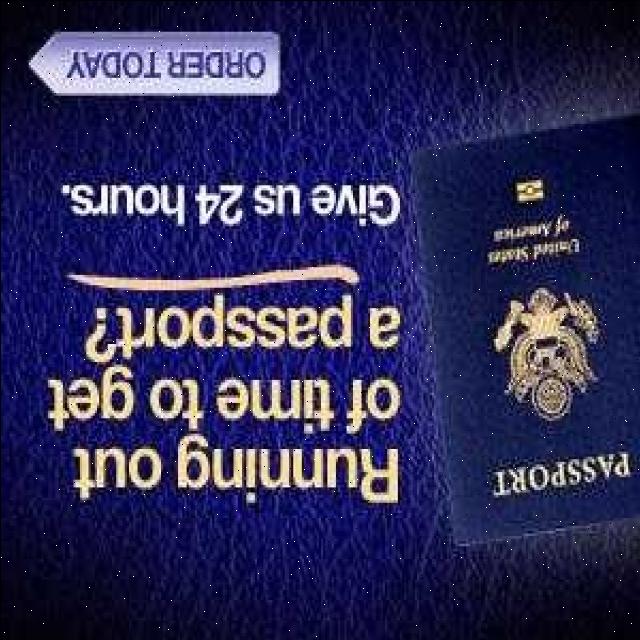 Running out
of time to get
a passport?
Give us 24 hours.
ORDER TODAY
PASSPORT
United States
of America